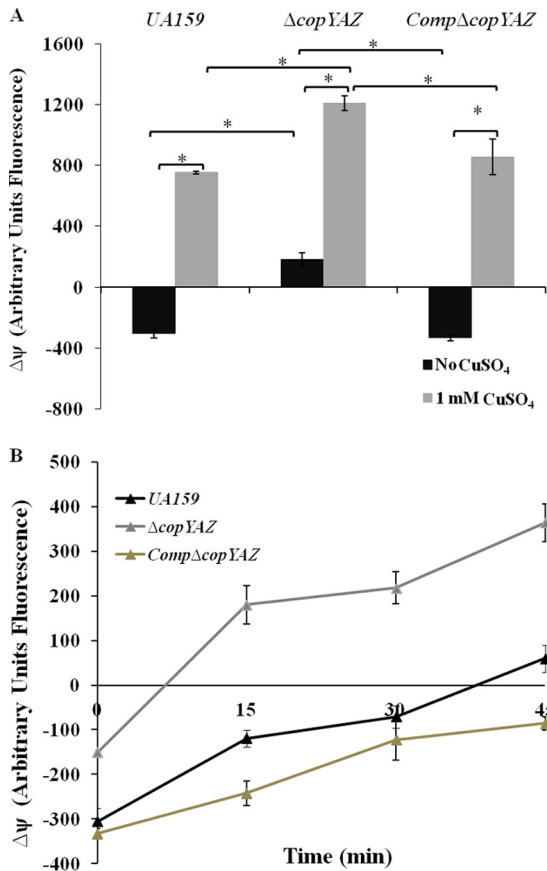 A
UA159
ΔcopYAZ
CompΔcopYAZ
1600
1200
800
400
0
-400
-800
Δψ (Arbitrary Units Fluorescence)
*
*
*
*
*
*
*
No CuSO₄
1 mM CuSO₄
B
500
400
300
200
100
0
-100
-200
-300
-400
Δψ (Arbitrary Units Fluorescence)
UA159
ΔcopYAZ
CompΔcopYAZ
0
15
30
Time (min)